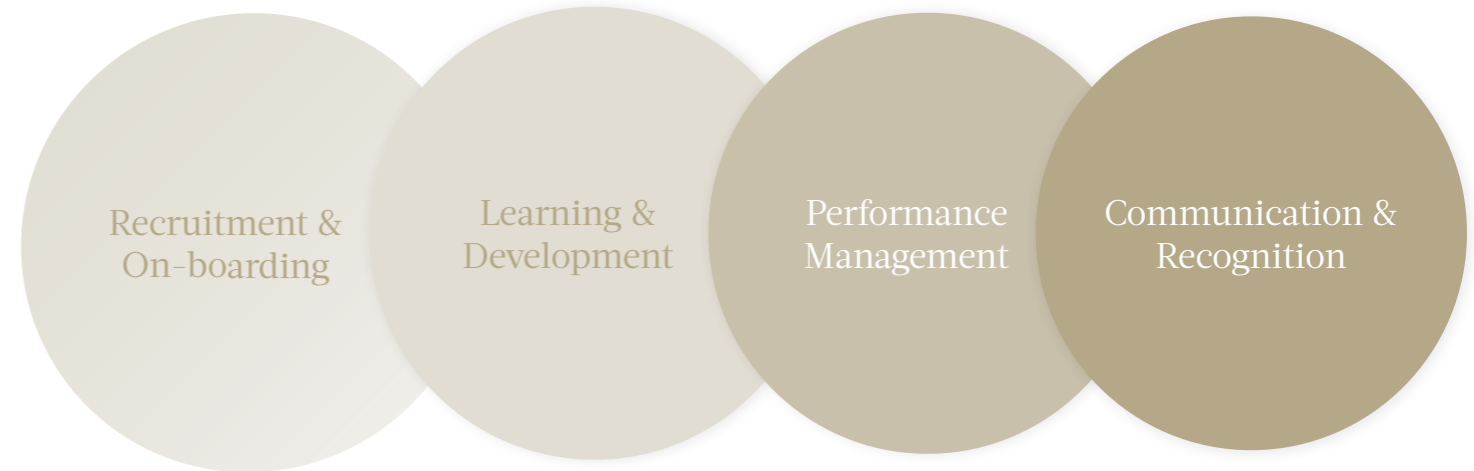 Recruitment &
On-boarding
Learning &
Development
Performance
Management
Communication &
Recognition